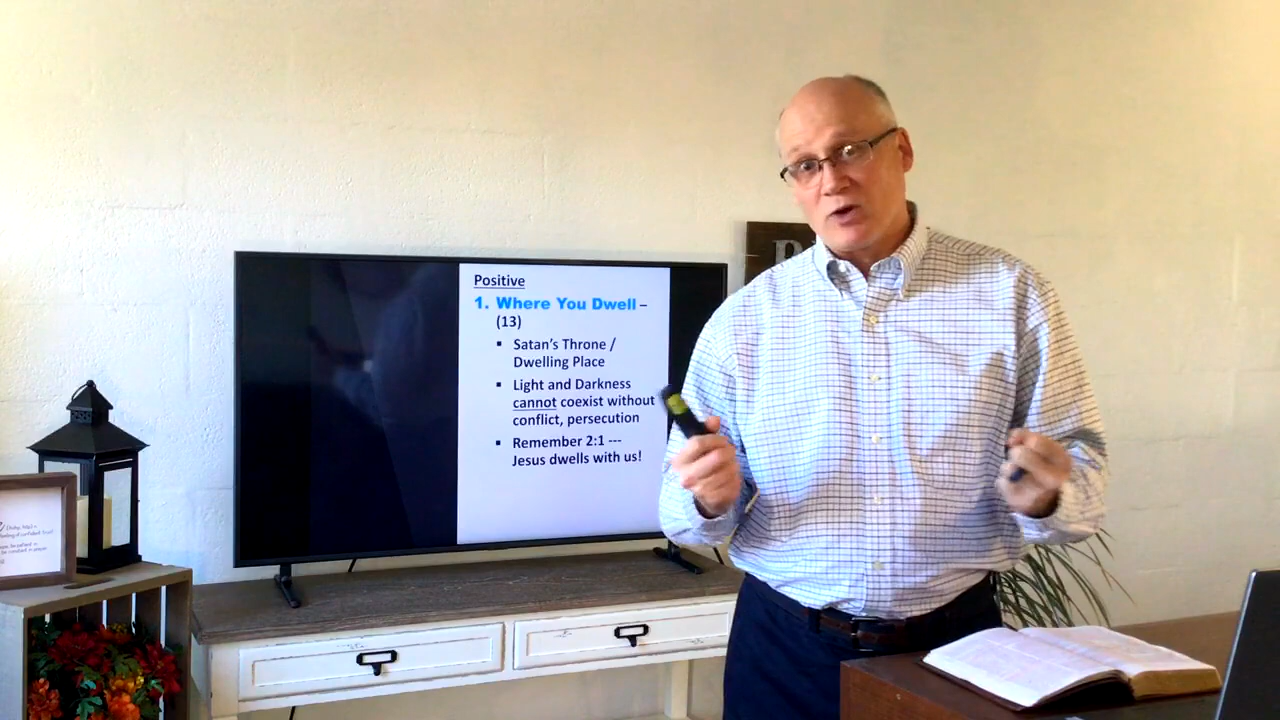 Positive
1. Where You Dwell –
(13)
▪ Satan's Throne /
Dwelling Place
▪ Light and Darkness
cannot coexist without
conflict, persecution
▪ Remember 2:1 ---
Jesus dwells with us!